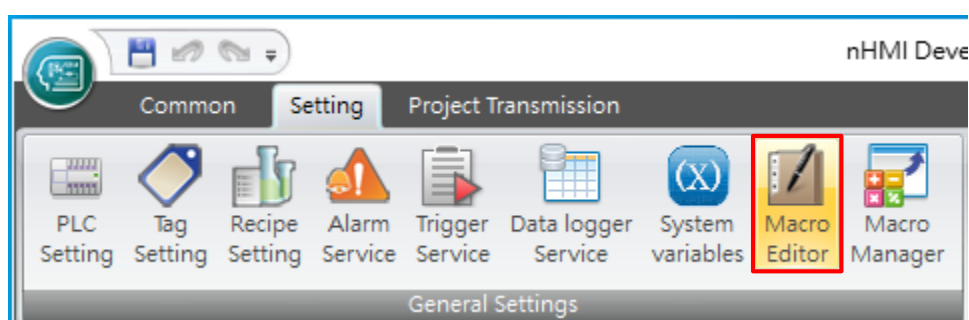 nHMI Deve
Common Setting Project Transmission
PLC Setting
Tag Setting
Recipe Setting
Alarm Service
Trigger Service
Data logger Service
(X)
System variables
Macro Editor
Macro Manager
General Settings